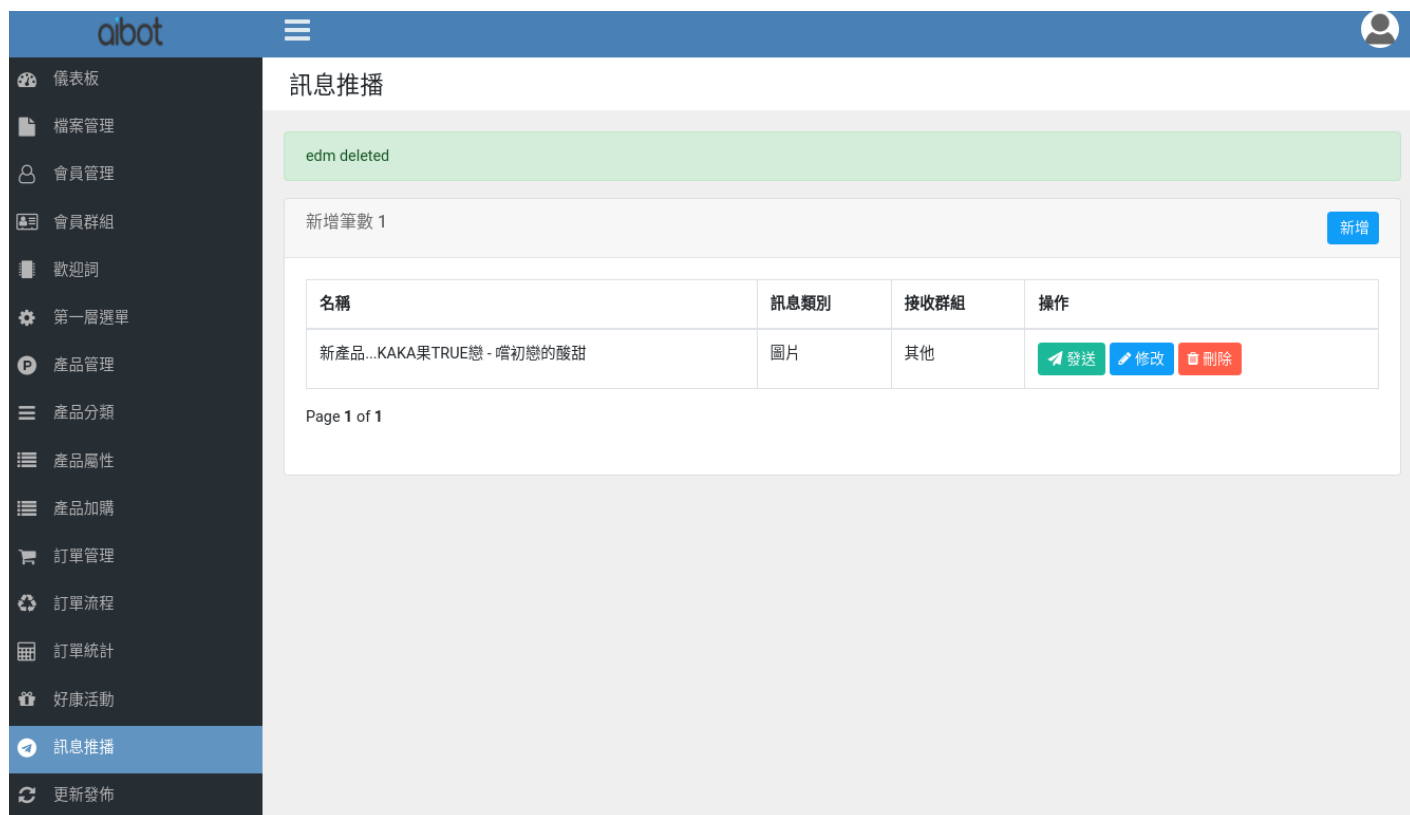 aibot
儀表板
檔案管理
會員管理
會員群組
歡迎詞
第一層選單
產品管理
產品分類
產品屬性
產品加購
訂單管理
訂單流程
訂單統計
好康活動
訊息推播
更新發佈
訊息推播
edm deleted
新增筆數 1
新增
名稱 訊息類別 接收群組 操作
新產品...KAKA果TRUE戀 - 嚐初戀的酸甜 圖片 其他 發送 修改 刪除
Page 1 of 1